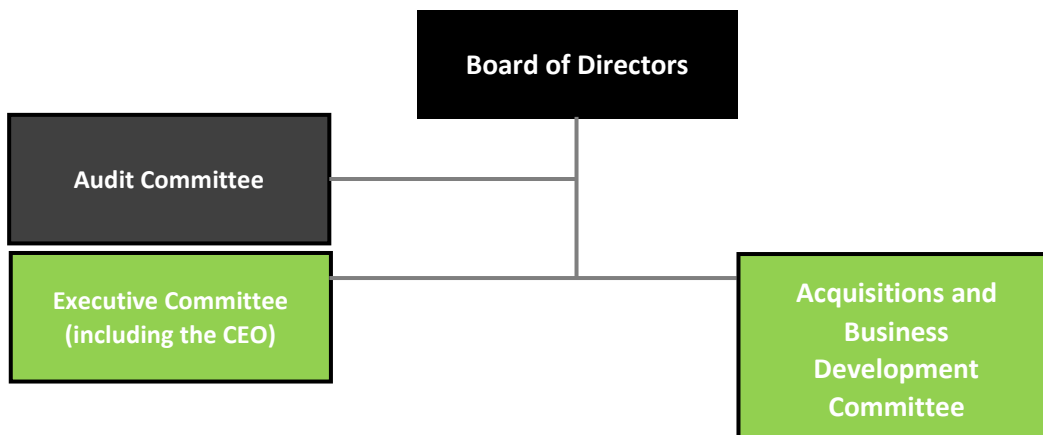 Board of Directors
Audit Committee
Executive Committee
(including the CEO)
Acquisitions and
Business
Development
Committee